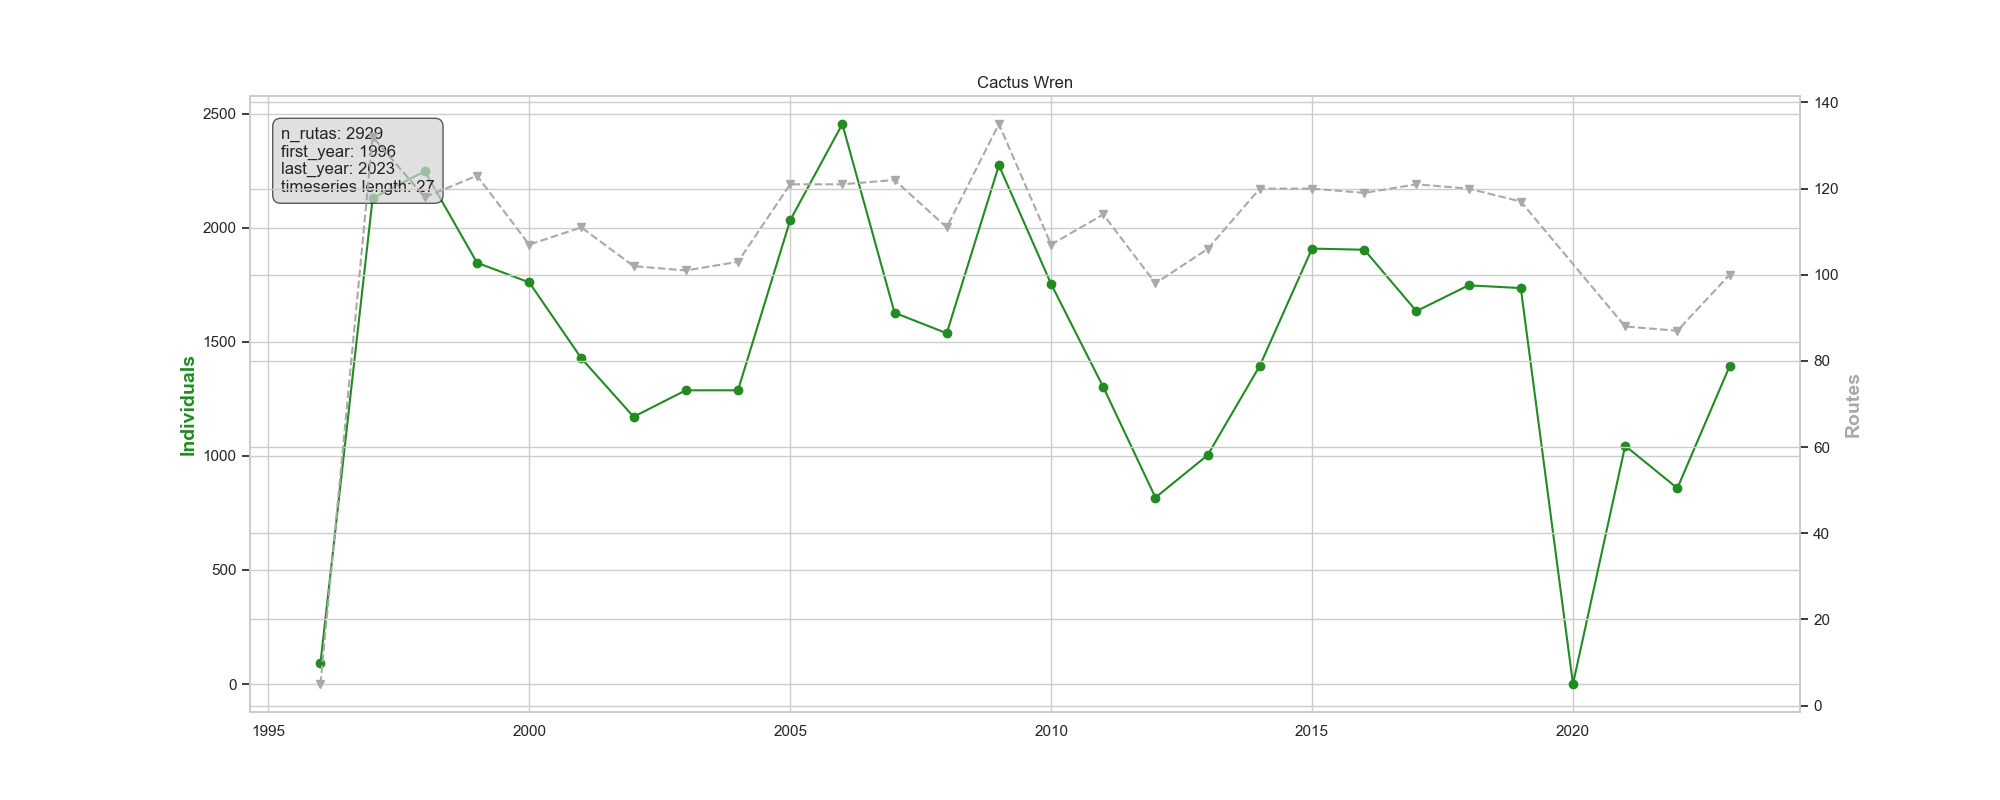 Cactus Wren
n_rutas: 2929
first_year: 1996
last_year: 2023
timeseries length: 27
2500
2000
1500
1000
500
0
Individuals
140
120
100
80
60
40
20
0
Routes
1995
2000
2005
2010
2015
2020